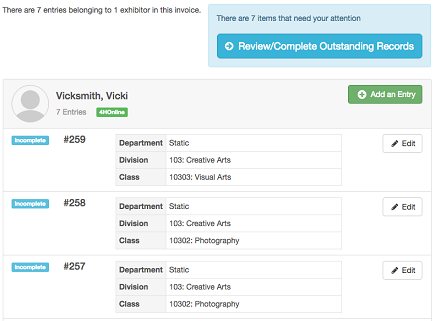 There are 7 entries belonging to 1 exhibitor in this invoice.
There are 7 items that need your attention
Review/Complete Outstanding Records
Vicksmith, Vicki
7 Entries 4HOnline
Add an Entry
Incomplete #259
Department Static
Division 103: Creative Arts
Class 10303: Visual Arts
Edit
Incomplete #258
Department Static
Division 103: Creative Arts
Class 10302: Photography
Edit
Incomplete #257
Department Static
Division 103: Creative Arts
Class 10302: Photography
Edit